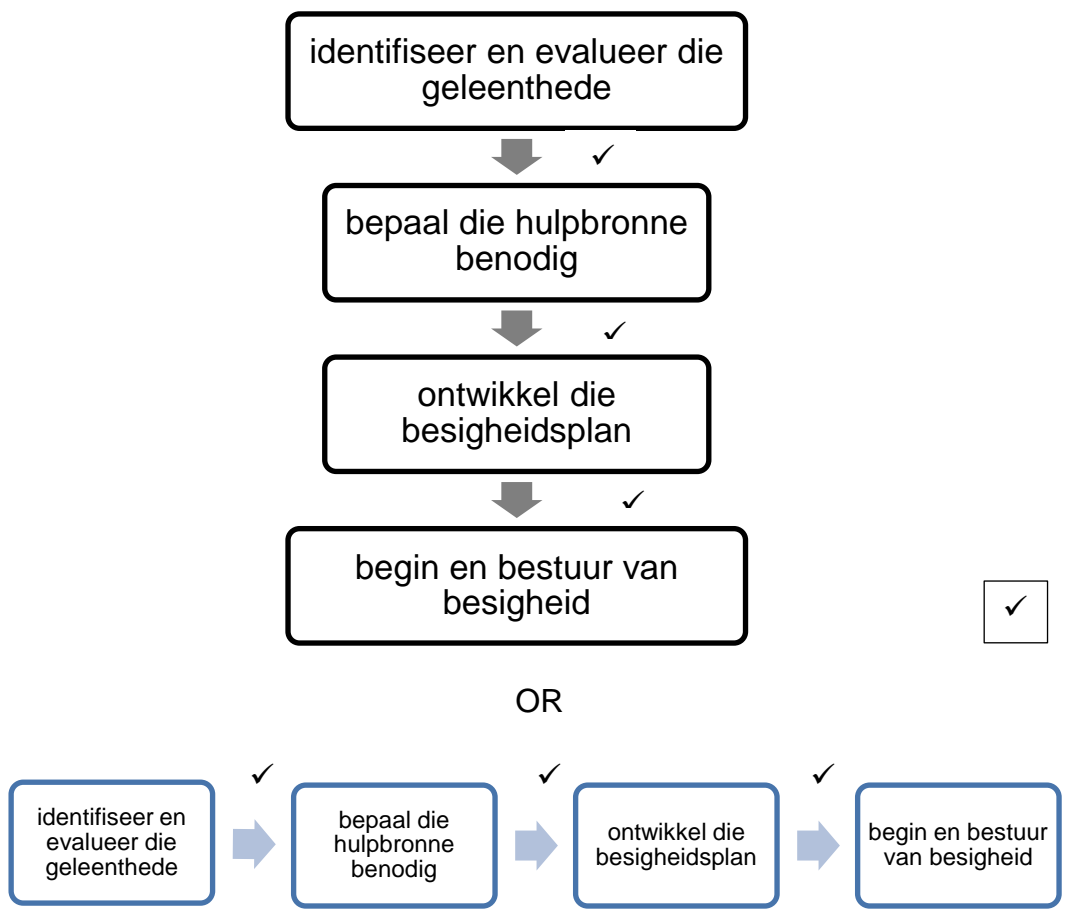 identifiseer en evalueer die
geleenthede
✓
bepaal die hulpbronne
benodig
✓
ontwikkel die
besigheidsplan
✓
begin en bestuur van
besigheid
✓
OR
✓ ✓ ✓
identifiseer en
evalueer die
geleenthede
bepaal die
hulpbronne
benodig
ontwikkel die
besigheidsplan
begin en bestuur
van besigheid